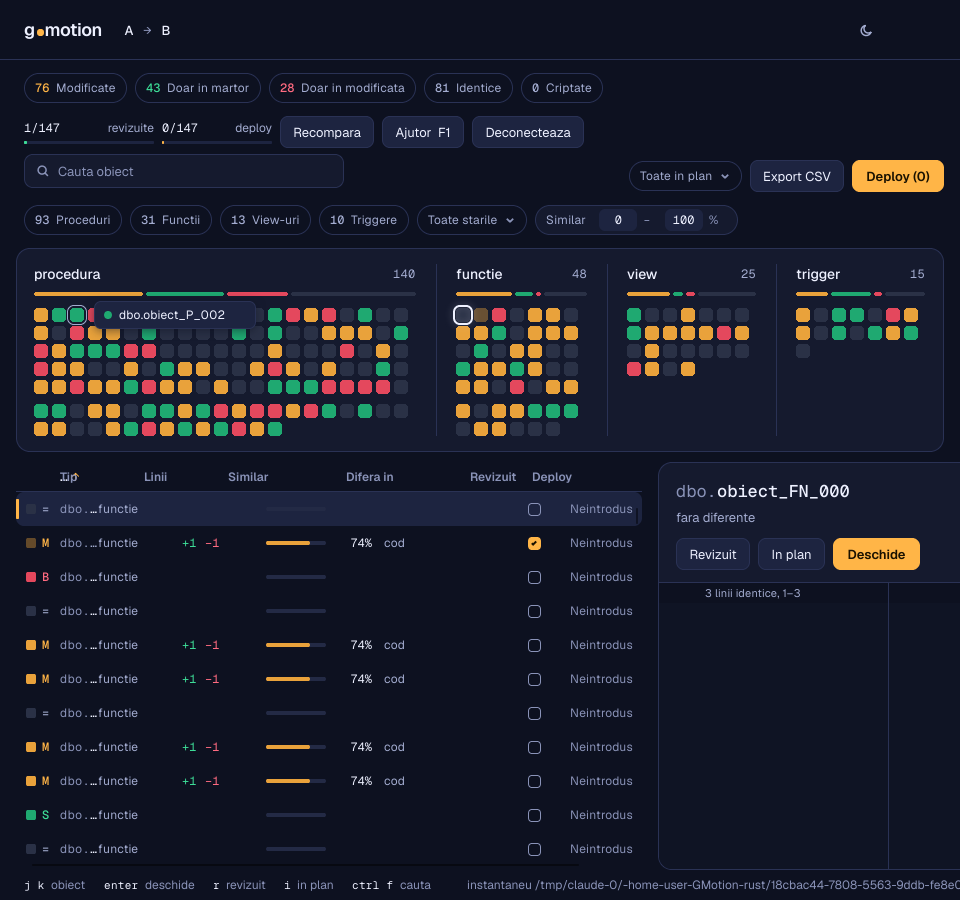 gmotion A → B
76 Modificate 43 Doar in martor 28 Doar in modificata 81 Identice 0 Criptate
1/147 revizuite 0/147 deploy Recompara Ajutor F1 Deconecteaza
Cauta obiect Toate in plan Export CSV Deploy (0)
93 Proceduri 31 Functii 13 View-uri 10 Triggere Toate starile Similar 0 – 100 %
procedura 140 functie 48 view 25 trigger 15
dbo.obiect_P_002
Tip Linii Similar Difera in Revizuit Deploy
= dbo.…functie Neintrodus
M dbo.…functie +1 −1 74% cod Neintrodus
B dbo.…functie Neintrodus
= dbo.…functie Neintrodus
M dbo.…functie +1 −1 74% cod Neintrodus
M dbo.…functie +1 −1 74% cod Neintrodus
= dbo.…functie Neintrodus
M dbo.…functie +1 −1 74% cod Neintrodus
M dbo.…functie +1 −1 74% cod Neintrodus
S dbo.…functie Neintrodus
= dbo.…functie Neintrodus
dbo.obiect_FN_000
fara diferente
Revizuit In plan Deschide
3 linii identice, 1–3
j k obiect enter deschide r revizuit i in plan ctrl f cauta instantaneu /tmp/claude-0/-home-user-GMotion-rust/18cbac44-7808-5563-9ddb-fe8e0